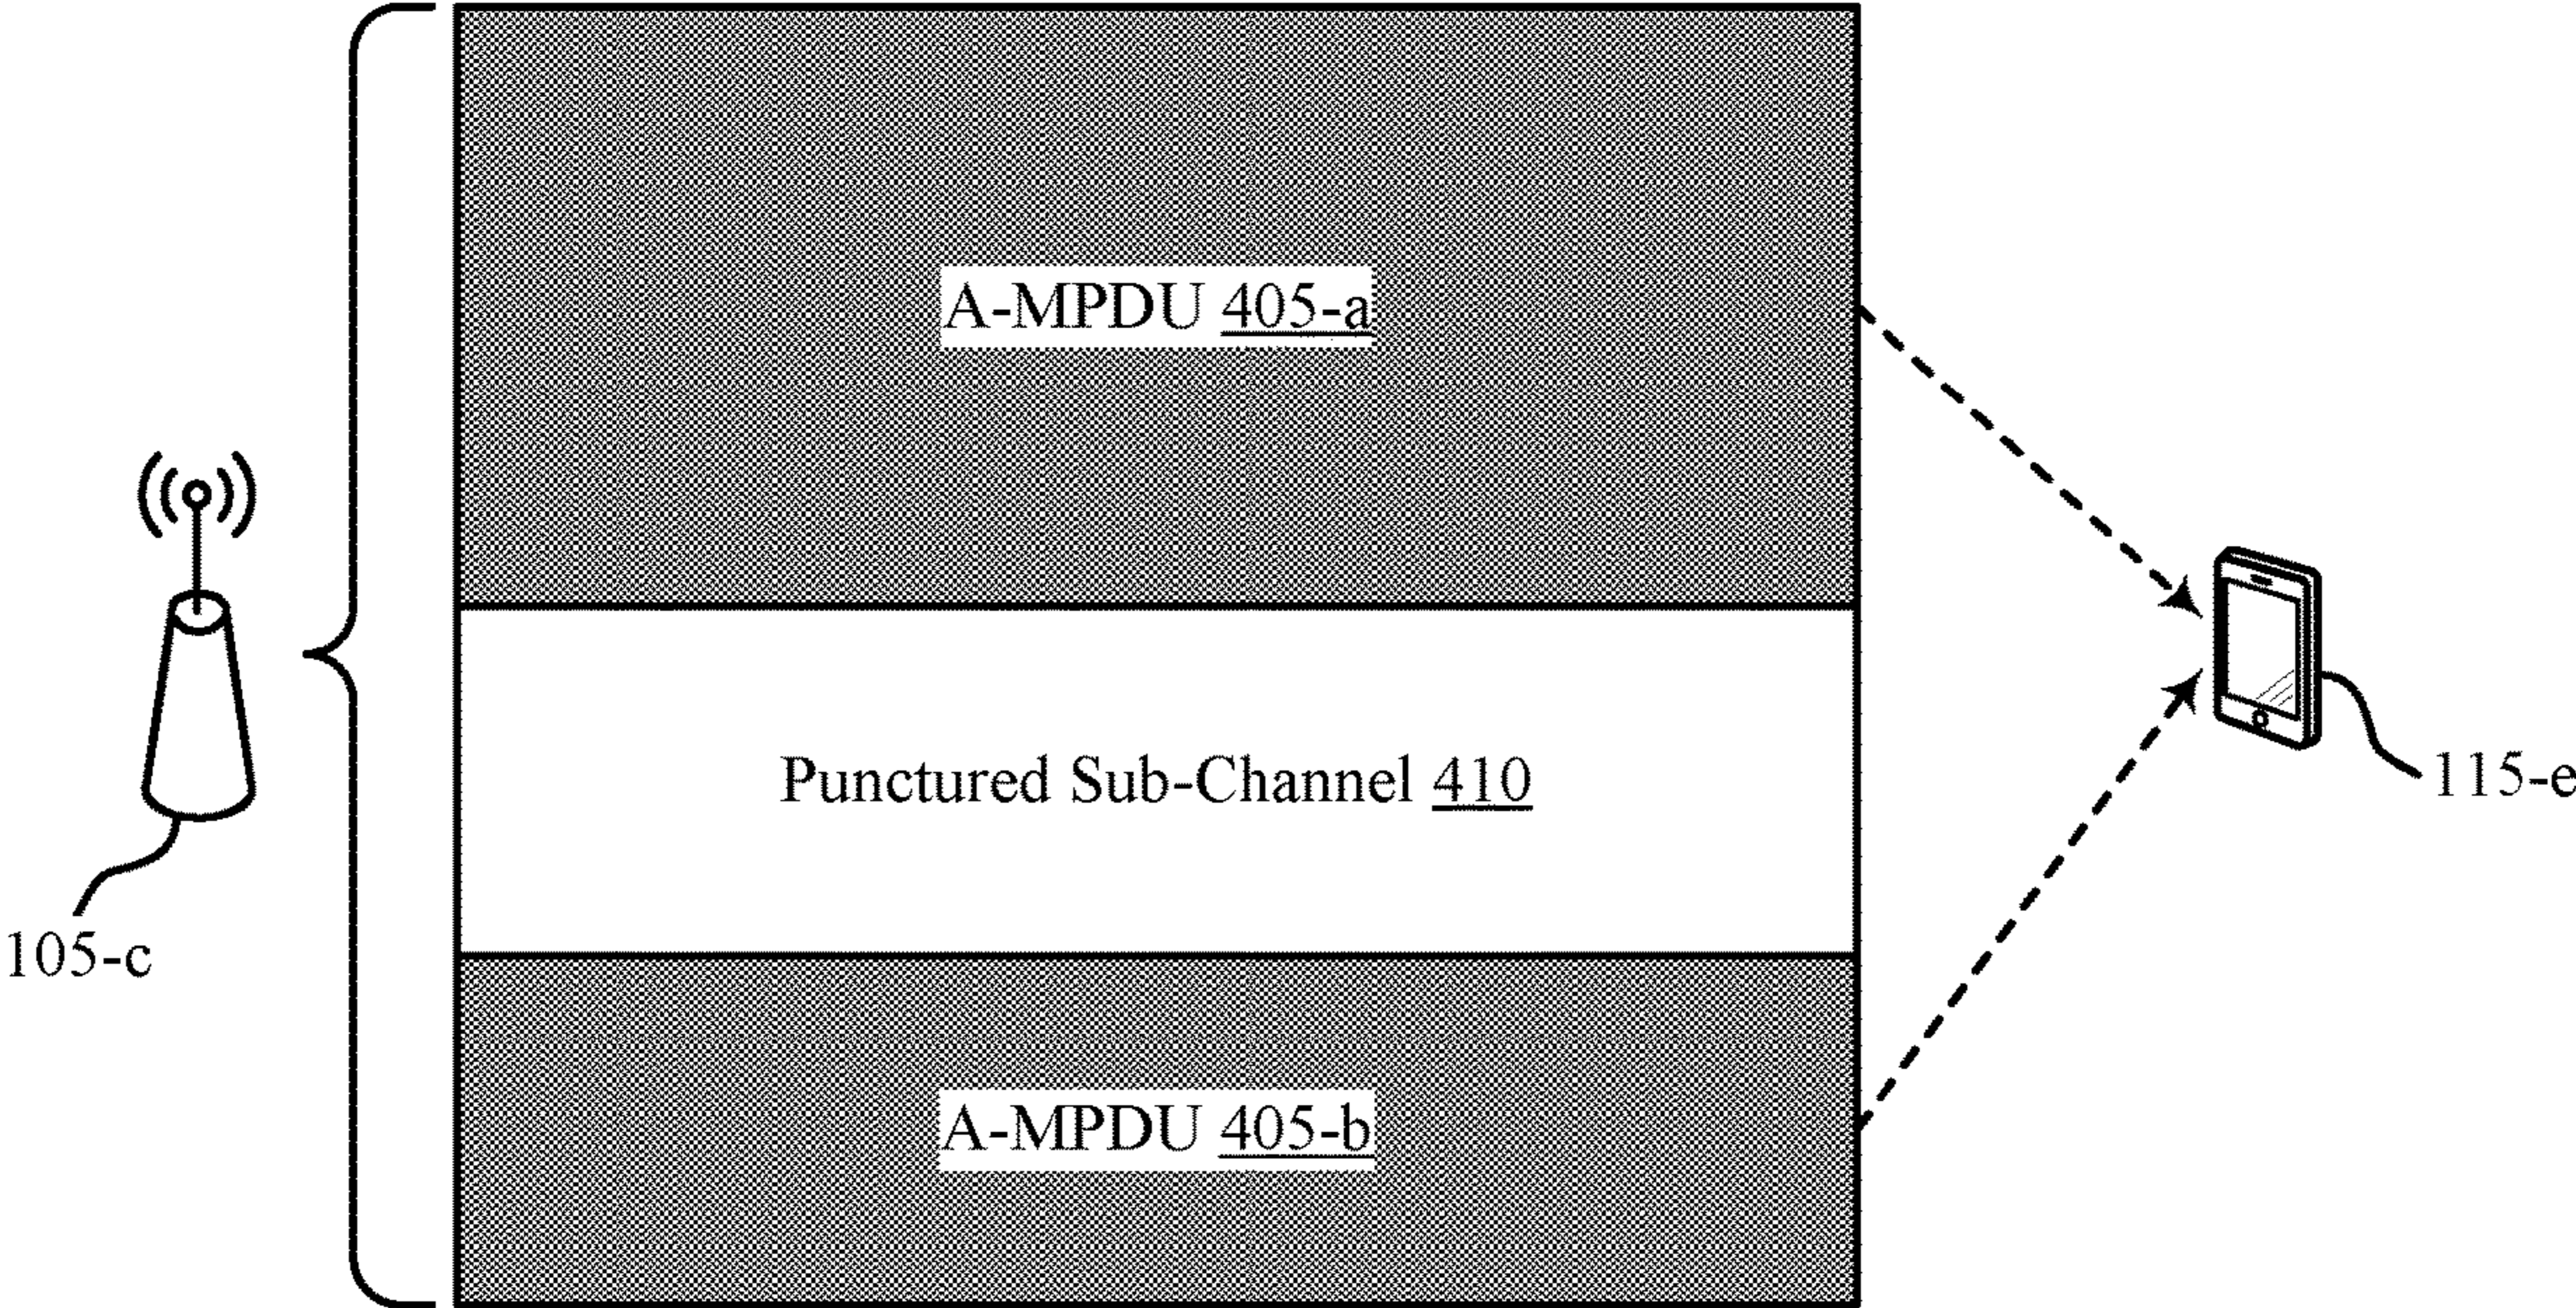 A-MPDU 405-a
Punctured Sub-Channel 410
115-e
105-c
A-MPDU 405-b